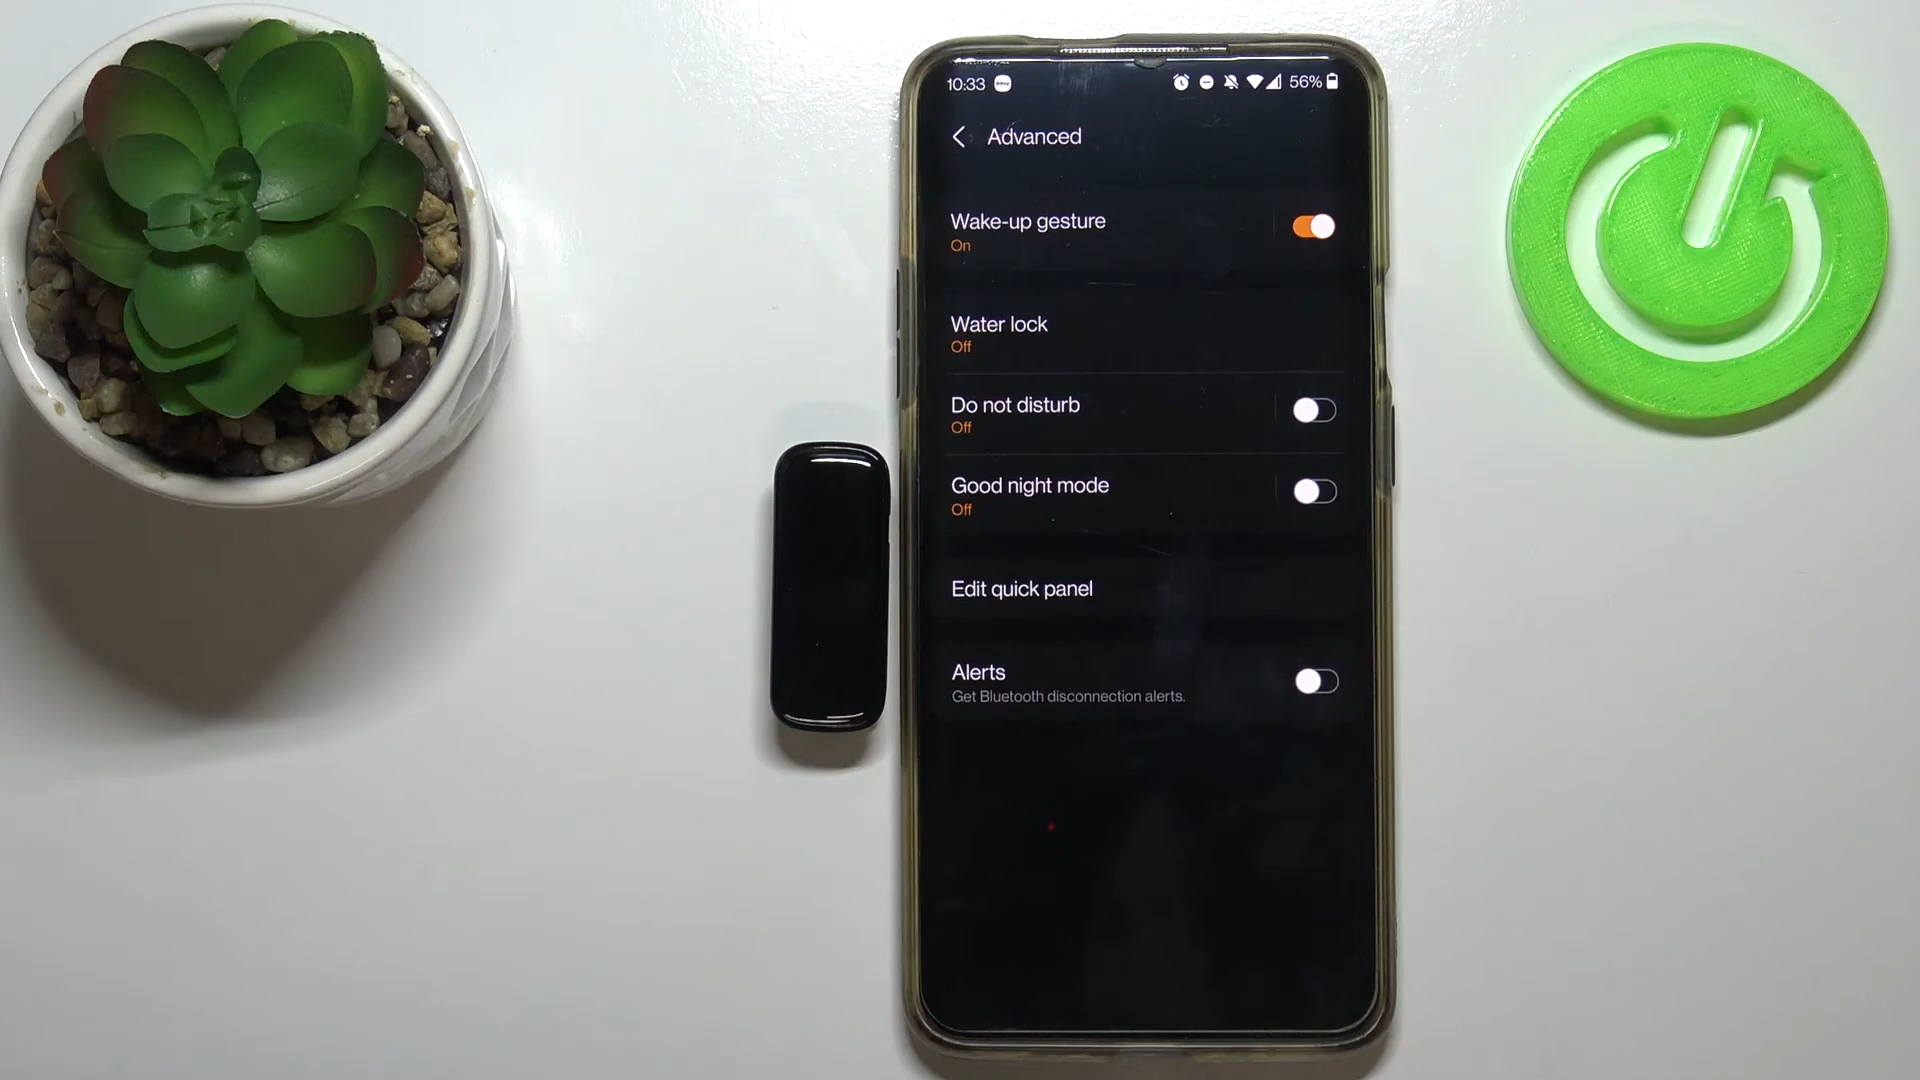 10:33 56%
Advanced
Wake-up gesture
On
Water lock
Off
Do not disturb
Off
Good night mode
Off
Edit quick panel
Alerts
Get Bluetooth disconnection alerts.